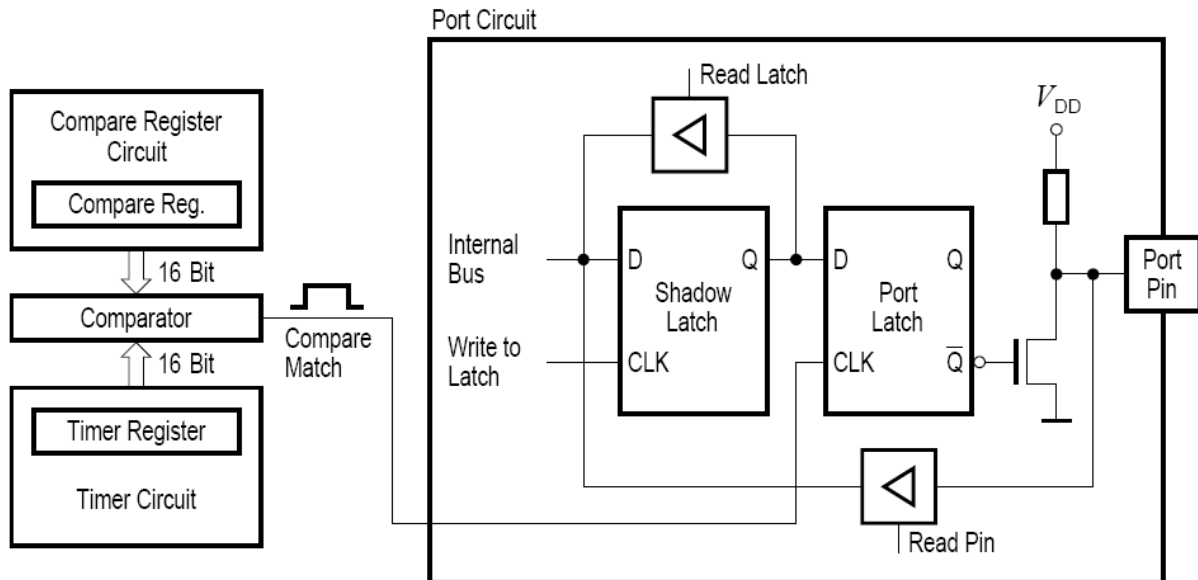 Port Circuit
Compare Register
Circuit
Compare Reg.
16 Bit
Comparator
16 Bit
Timer Register
Timer Circuit
Compare
Match
Read Latch
V_DD
Internal
Bus
Write to
Latch
D
Q
Shadow
Latch
CLK
D
Q
Port
Latch
CLK
Q̅
Port
Pin
Read Pin